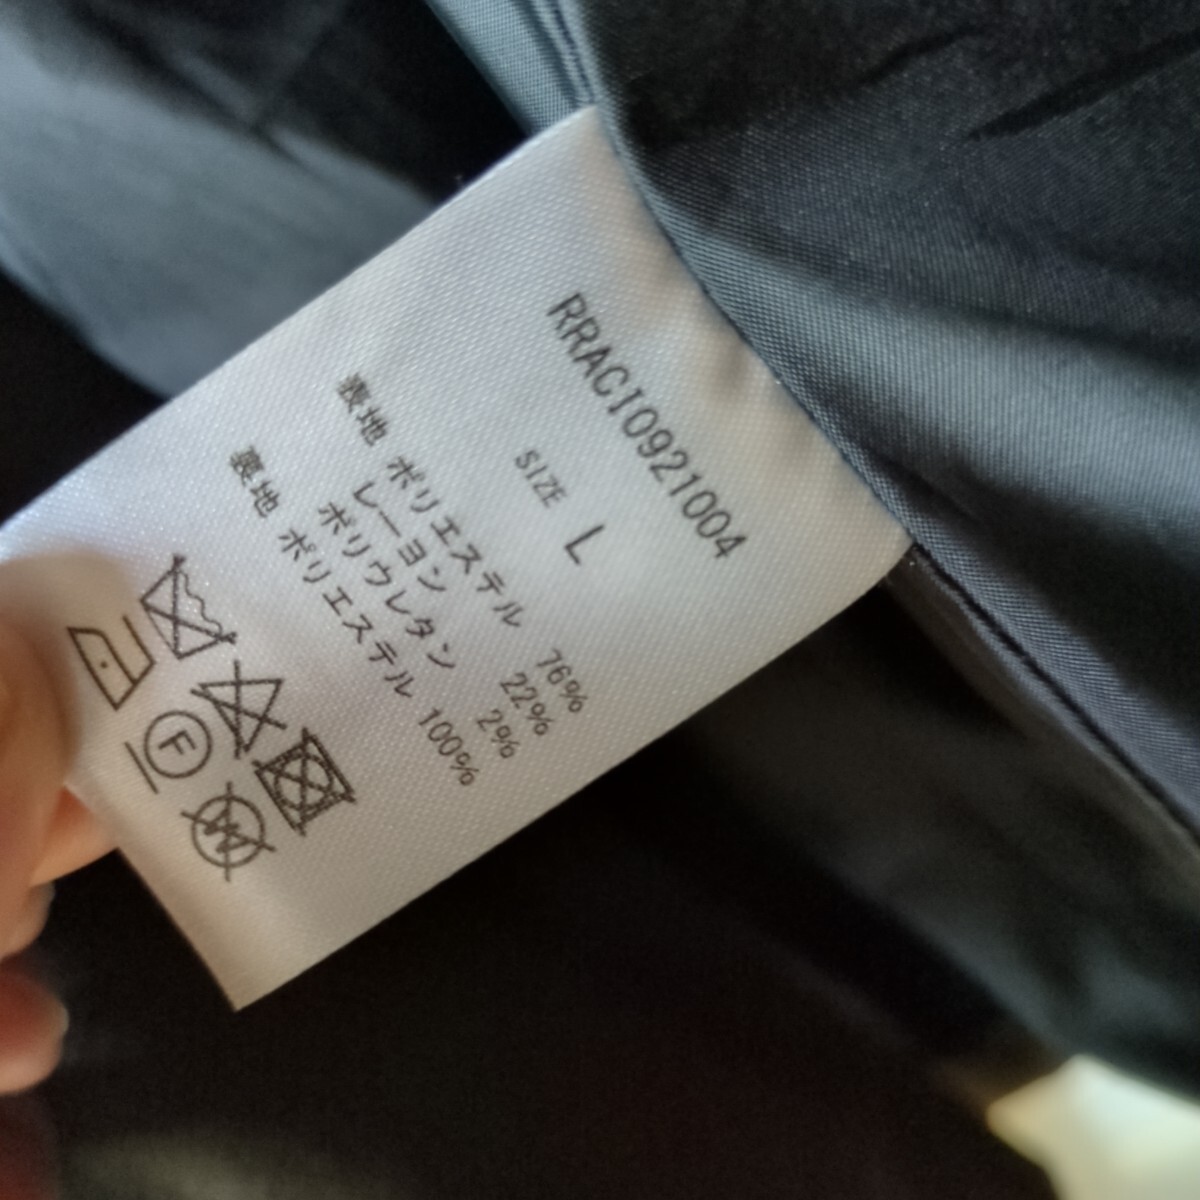 RRACI0921004
SIZE L
表地 ポリエステル 76%
レーヨン 22%
ポリウレタン 2%
裏地 ポリエステル 100%
F
W